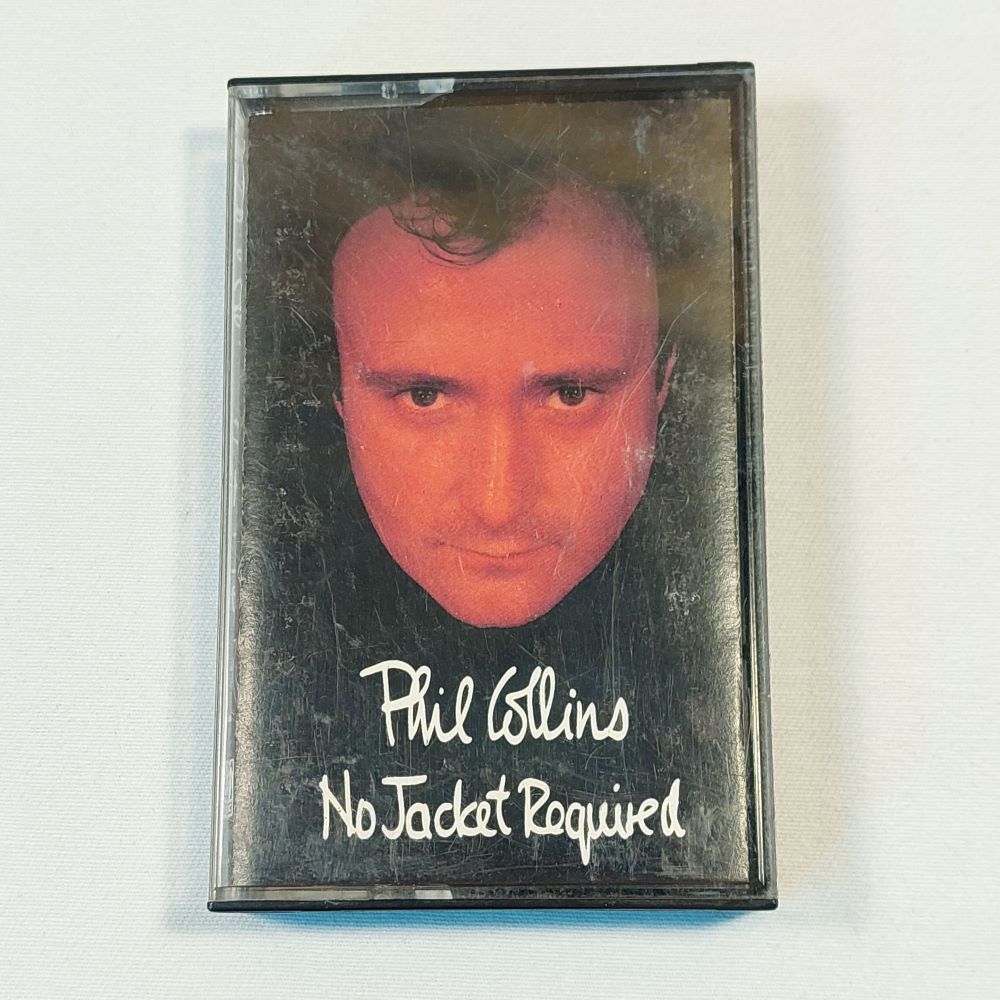 Phil Collins
No Jacket Required